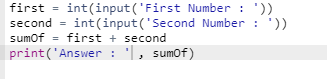 first = int(input('First Number : '))
second = int(input('Second Number : '))
sumOf = first + second
print('Answer : ' , sumOf)